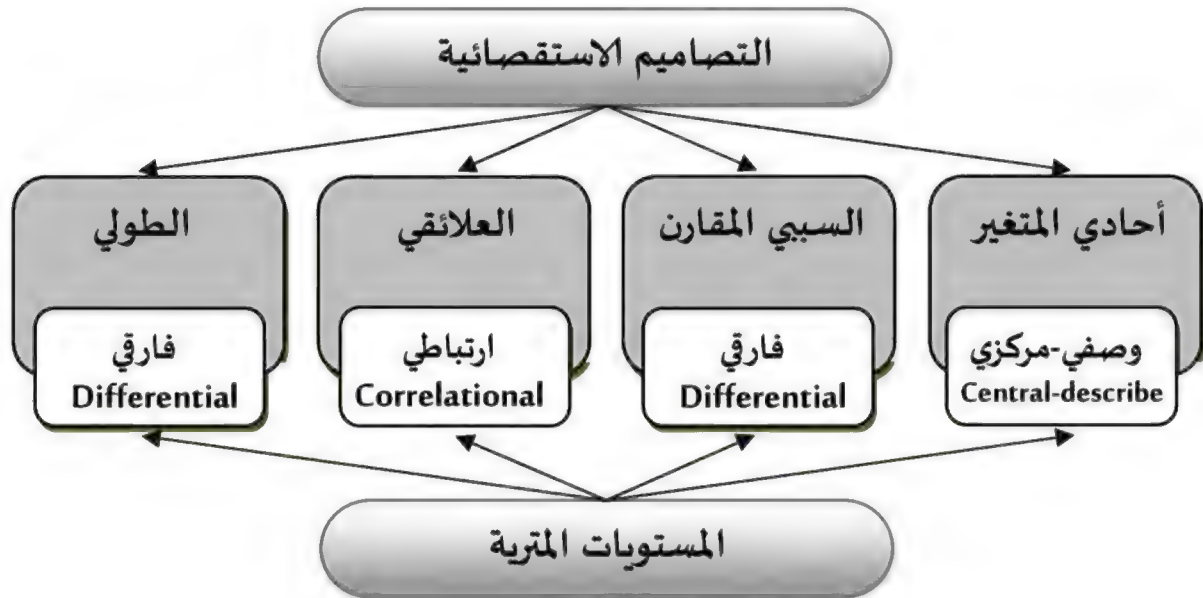 التصاميم الاستقصائية
أحادي المتغير
وصفي-مركزي
Central-describe
السببي المقارن
فارقي
Differential
العلائقي
ارتباطي
Correlational
الطولي
فارقي
Differential
المستويات المترية